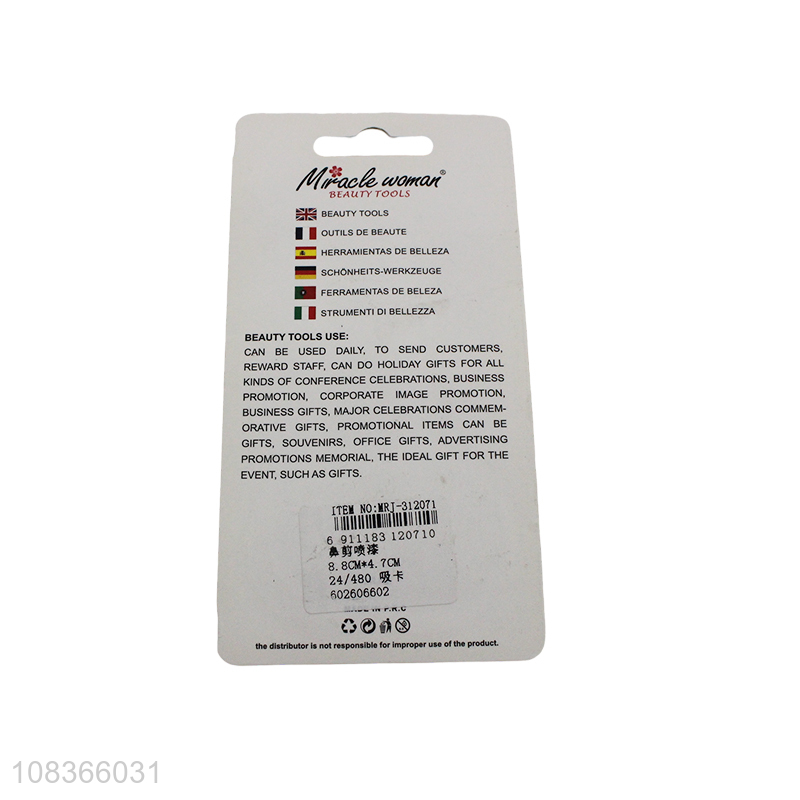 Miracle woman®
BEAUTY TOOLS
BEAUTY TOOLS
OUTILS DE BEAUTE
HERRAMIENTAS DE BELLEZA
SCHÖNHEITS-WERKZEUGE
FERRAMENTAS DE BELEZA
STRUMENTI DI BELLEZZA
BEAUTY TOOLS USE:
CAN BE USED DAILY, TO SEND CUSTOMERS,
REWARD STAFF, CAN DO HOLIDAY GIFTS FOR ALL
KINDS OF CONFERENCE CELEBRATIONS, BUSINESS
PROMOTION, CORPORATE IMAGE PROMOTION,
BUSINESS GIFTS, MAJOR CELEBRATIONS COMMEM-
ORATIVE GIFTS, PROMOTIONAL ITEMS CAN BE
GIFTS, SOUVENIRS, OFFICE GIFTS, ADVERTISING
PROMOTIONS MEMORIAL, THE IDEAL GIFT FOR THE
EVENT, SUCH AS GIFTS.
ITEM NO:MRJ-312071
6 911183 120710
鼻剪喷漆
8.8CM*4.7CM
24/480 吸卡
602606602
MADE IN P.R.C
the distributor is not responsible for improper use of the product.
108366031